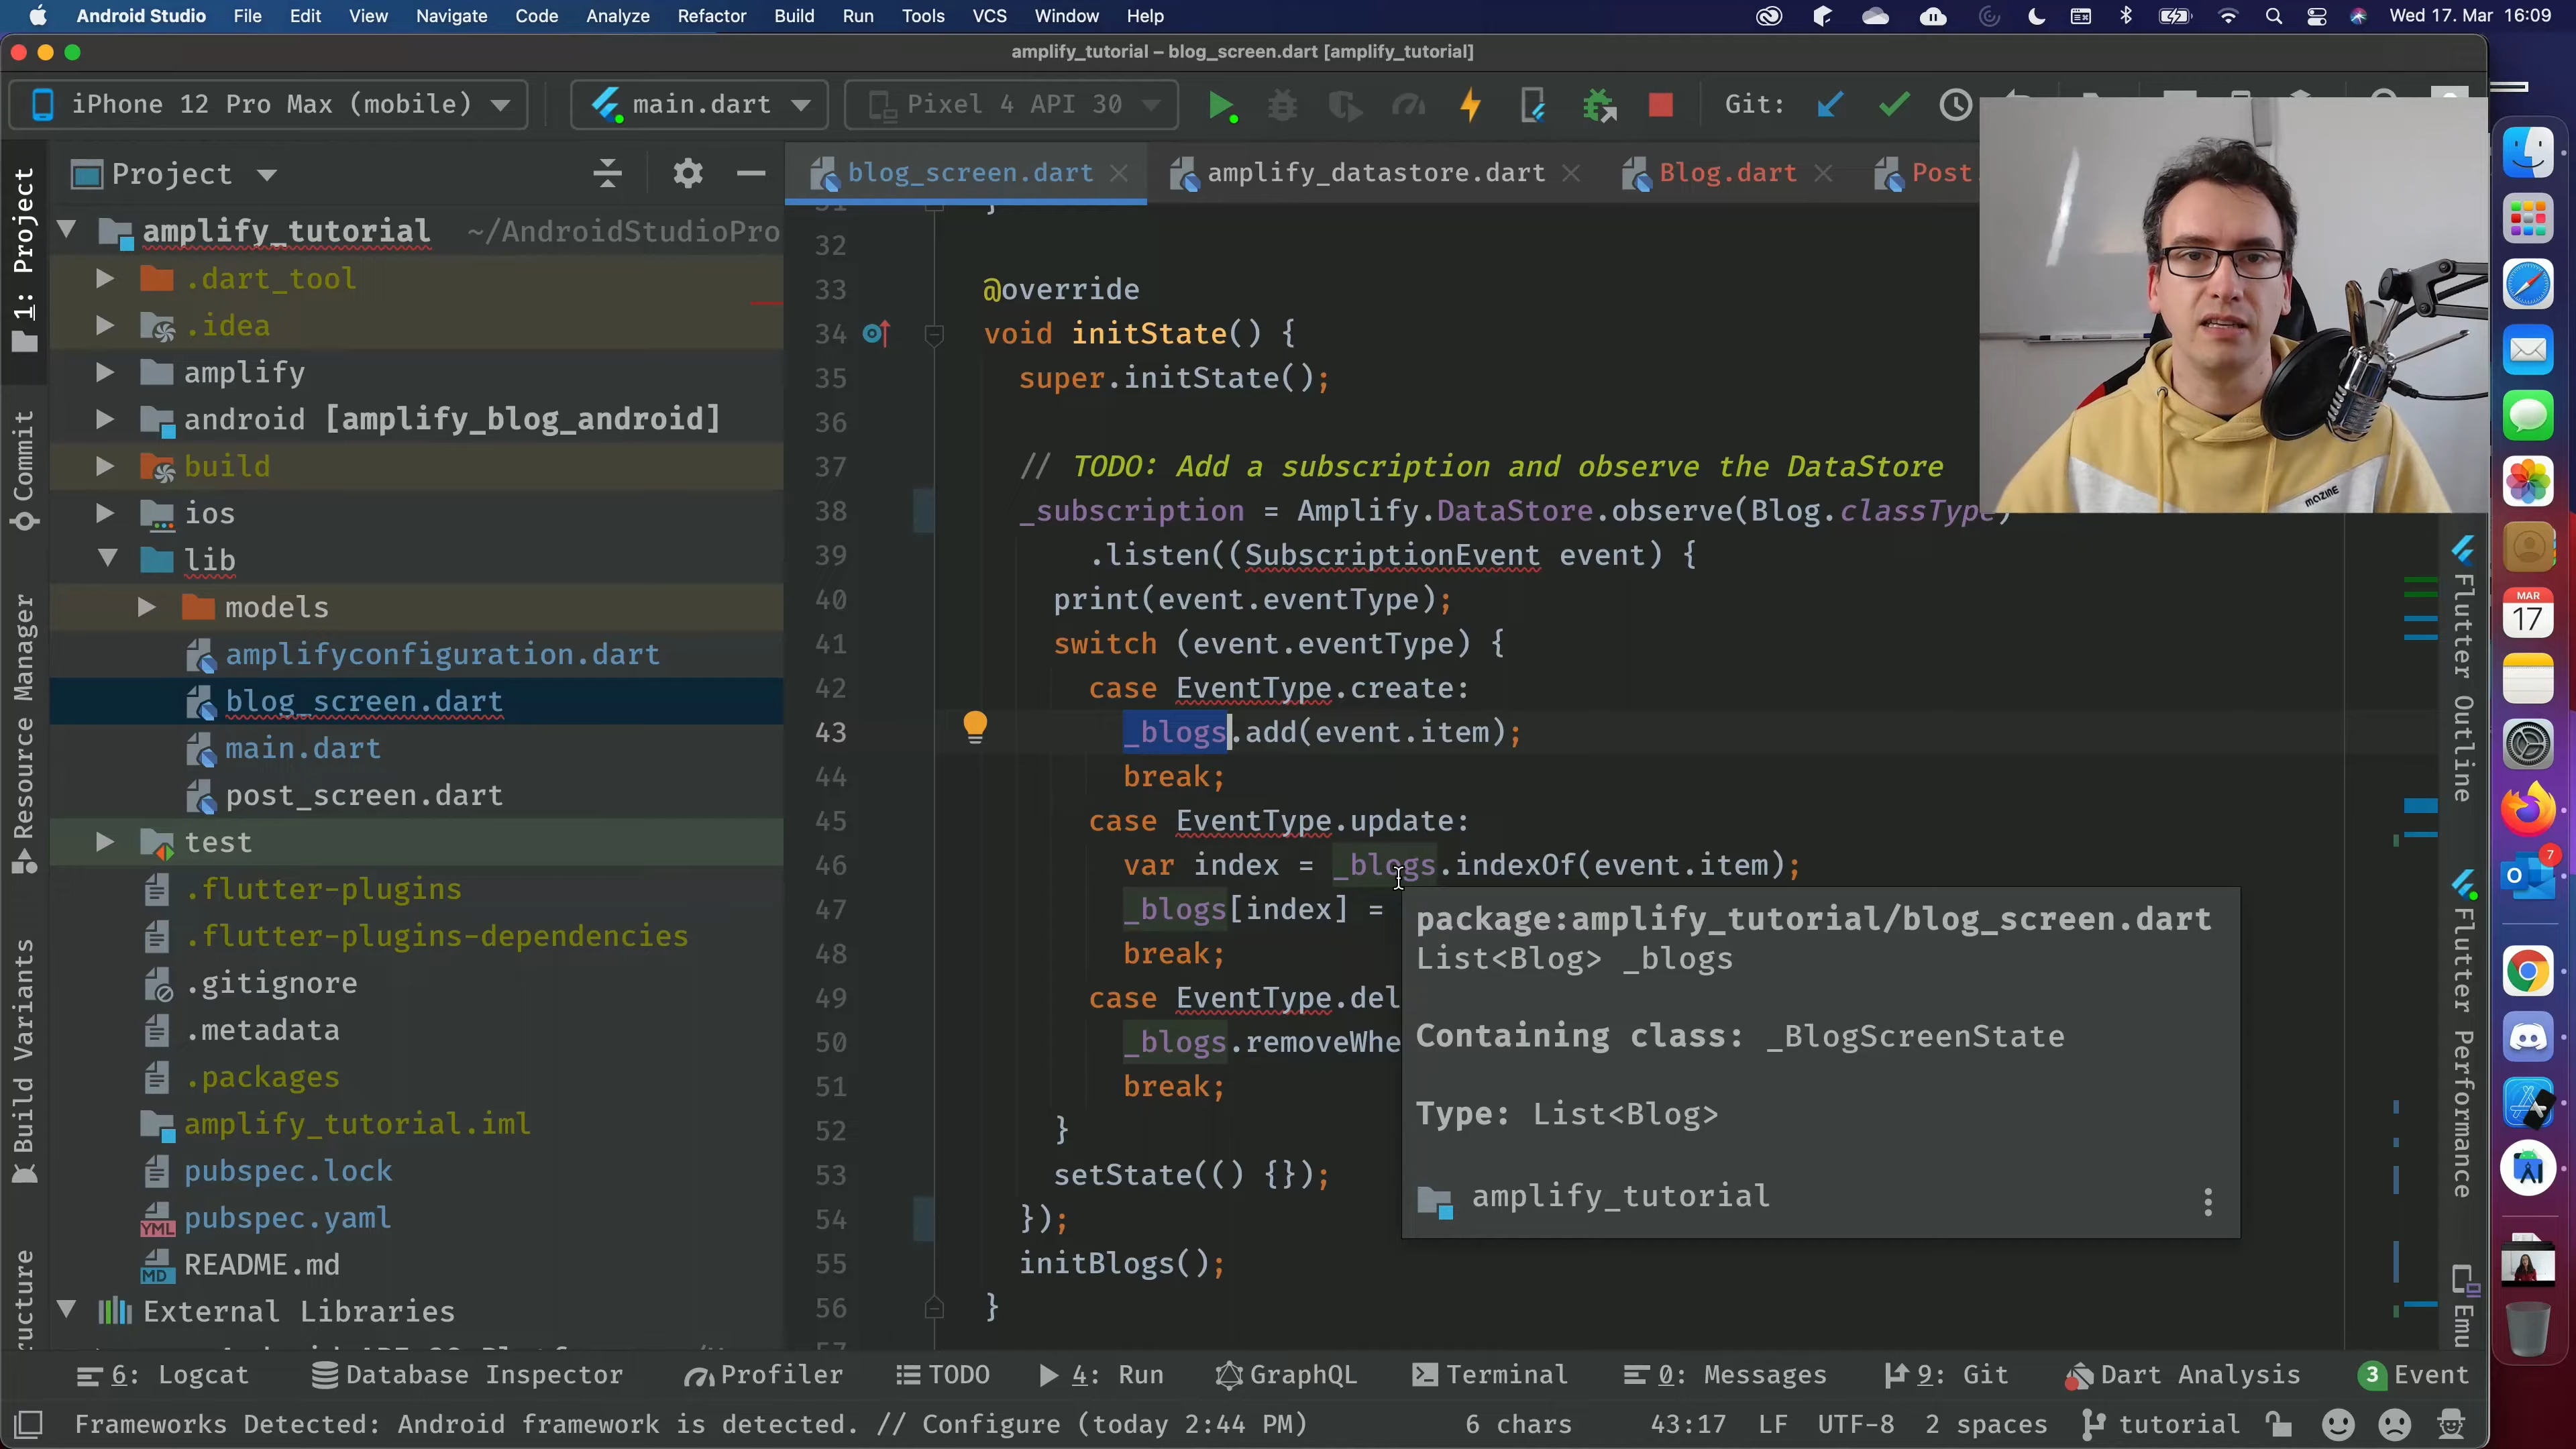 Android Studio File Edit View Navigate Code Analyze Refactor Build Run Tools VCS Window Help Wed 17. Mar 16:09
amplify_tutorial – blog_screen.dart [amplify_tutorial]
iPhone 12 Pro Max (mobile) main.dart Pixel 4 API 30 Git:
Project
blog_screen.dart amplify_datastore.dart Blog.dart Post.
1: Project
Commit
Resource Manager
Build Variants
amplify_tutorial ~/AndroidStudioPro
.dart_tool
.idea
amplify
android [amplify_blog_android]
build
ios
lib
models
amplifyconfiguration.dart
blog_screen.dart
main.dart
post_screen.dart
test
.flutter-plugins
.flutter-plugins-dependencies
.gitignore
.metadata
.packages
amplify_tutorial.iml
pubspec.lock
pubspec.yaml
README.md
External Libraries
32
33 @override
34 void initState() {
35 super.initState();
36
37 // TODO: Add a subscription and observe the DataStore
38 _subscription = Amplify.DataStore.observe(Blog.classType)
39 .listen((SubscriptionEvent event) {
40 print(event.eventType);
41 switch (event.eventType) {
42 case EventType.create:
43 _blogs.add(event.item);
44 break;
45 case EventType.update:
46 var index = _blogs.indexOf(event.item);
47 _blogs[index] =
48 break;
49 case EventType.del
50 _blogs.removeWhe
51 break;
52 }
53 setState(() {});
54 });
55 initBlogs();
56 }
package:amplify_tutorial/blog_screen.dart
List<Blog> _blogs
Containing class: _BlogScreenState
Type: List<Blog>
amplify_tutorial
mazine
Flutter Outline
Flutter Performance
Emu
MAR
17
7
YML
MD
6: Logcat Database Inspector Profiler TODO 4: Run GraphQL Terminal 0: Messages 9: Git Dart Analysis 3 Event
Frameworks Detected: Android framework is detected. // Configure (today 2:44 PM) 6 chars 43:17 LF UTF-8 2 spaces tutorial